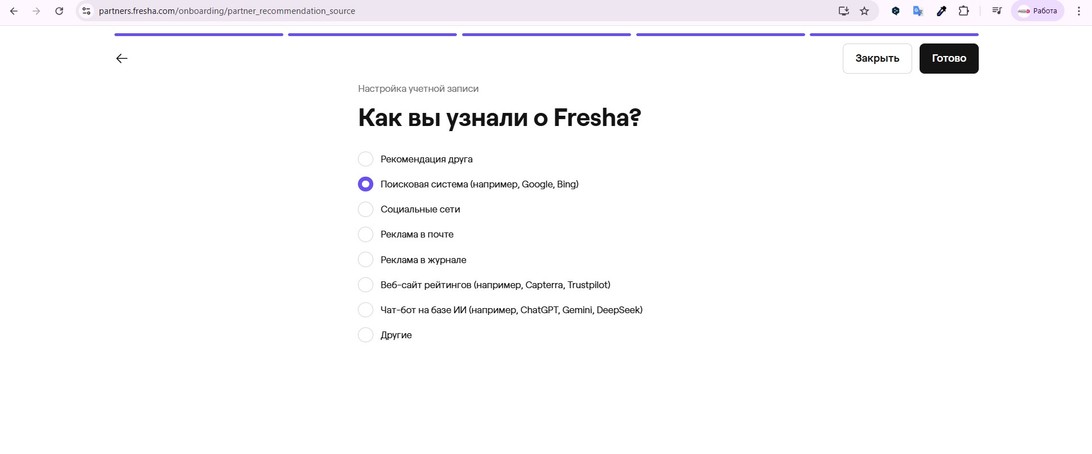 partners.fresha.com/onboarding/partner_recommendation_source
Работа
Закрыть
Готово
Настройка учетной записи
Как вы узнали о Fresha?
Рекомендация друга
Поисковая система (например, Google, Bing)
Социальные сети
Реклама в почте
Реклама в журнале
Веб-сайт рейтингов (например, Capterra, Trustpilot)
Чат-бот на базе ИИ (например, ChatGPT, Gemini, DeepSeek)
Другие